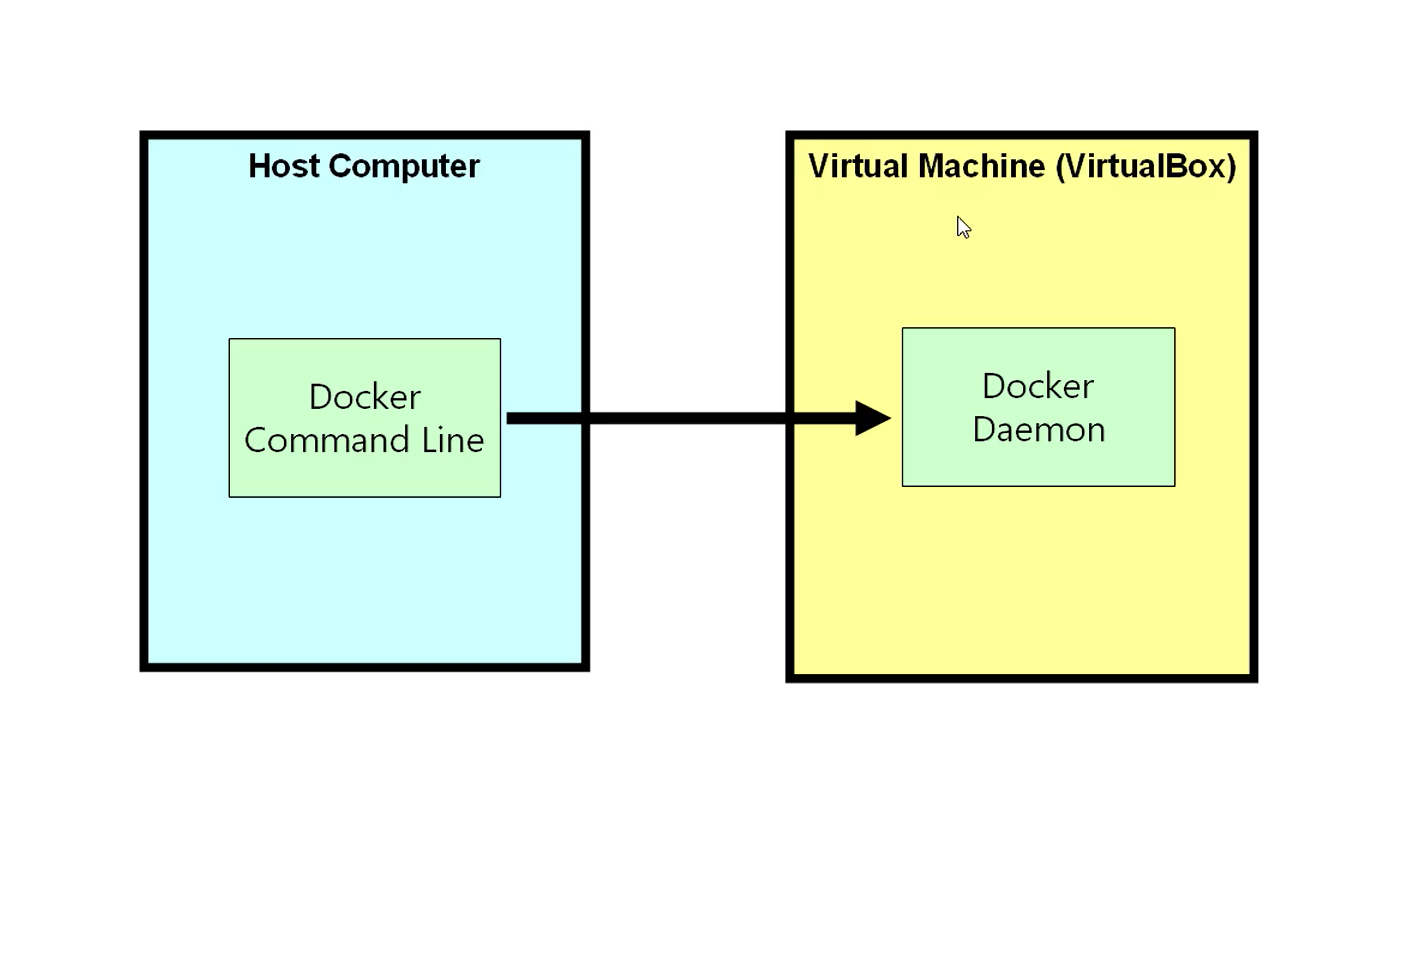 Host Computer
Docker
Command Line
Virtual Machine (VirtualBox)
Docker
Daemon